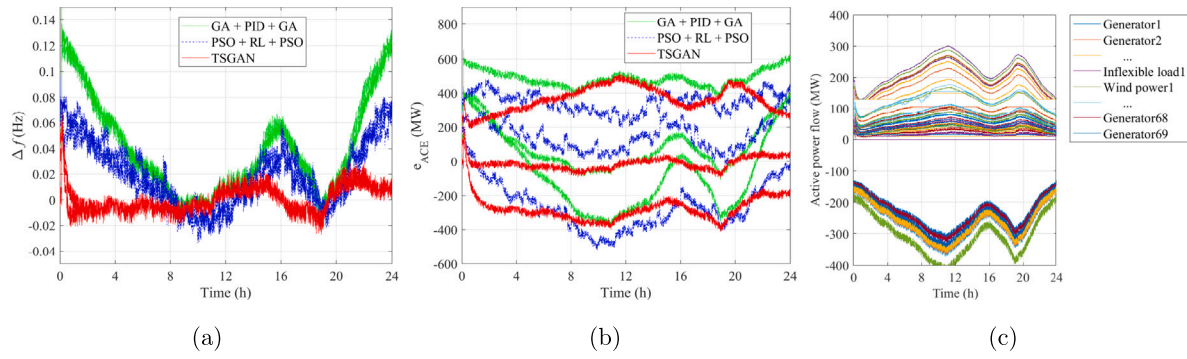 0.14
0.12
0.1
0.08
0.06
0.04
0.02
0
-0.02
-0.04
Δ f (Hz)
GA + PID + GA
PSO + RL + PSO
TSGAN
0 4 8 12 16 20 24
Time (h)
(a)
1000
800
600
400
200
0
-200
-400
-600
e_ACE (MW)
GA + PID + GA
PSO + RL + PSO
TSGAN
0 4 8 12 16 20 24
Time (h)
(b)
400
300
200
100
0
-100
-200
-300
-400
Active power flow (MW)
0 4 8 12 16 20 24
Time (h)
Generator1
Generator2
...
Inflexible load1
Wind power1
...
Generator68
Generator69
(c)